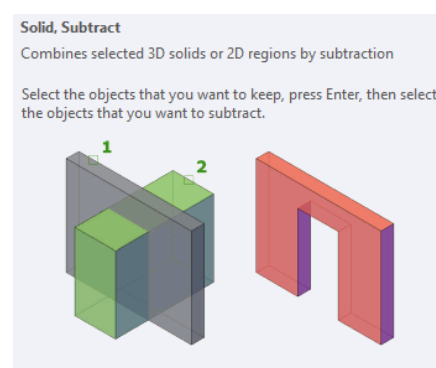 Solid, Subtract
Combines selected 3D solids or 2D regions by subtraction
Select the objects that you want to keep, press Enter, then select
the objects that you want to subtract.
1
2